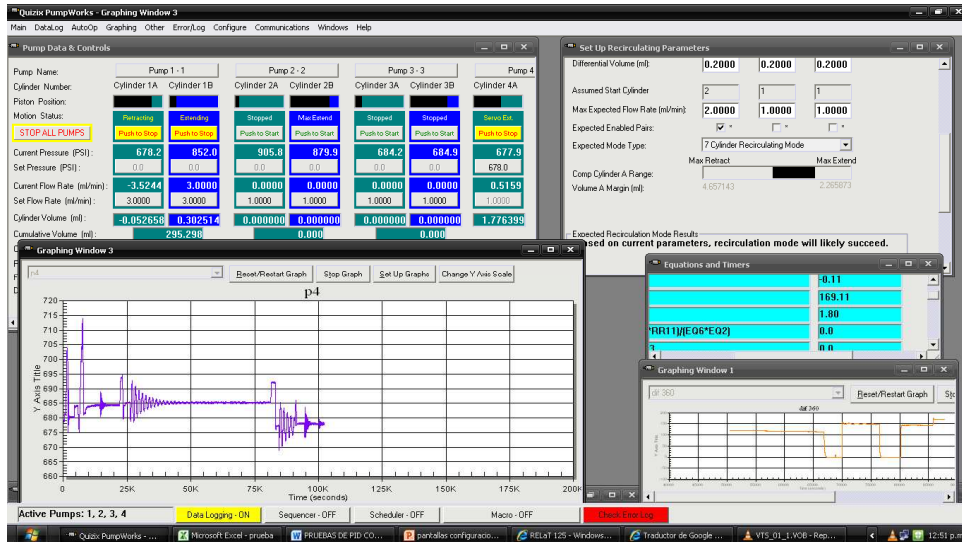 Quizix PumpWorks - Graphing Window 3
Main DataLog AutoOp Graphing Other Error/Log Configure Communications Windows Help
Pump Data & Controls
Pump Name: Pump 1 - 1 Pump 2 - 2 Pump 3 - 3 Pump 4
Cylinder Number: Cylinder 1A Cylinder 1B Cylinder 2A Cylinder 2B Cylinder 3A Cylinder 3B Cylinder 4A
Piston Position:
Motion Status: Retracting Extending Stopped Max Extend Stopped Stopped Servo Ext.
STOP ALL PUMPS Push to Stop Push to Stop Push to Start Push to Start Push to Start Push to Start Push to Stop
Current Pressure (PSI): 678.2 852.0 905.8 879.9 684.2 684.9 677.9
Set Pressure (PSI): 0.0 0.0 0.0 0.0 0.0 0.0 678.0
Current Flow Rate (ml/min): -3.5244 3.0000 0.0000 0.0000 0.0000 0.0000 0.5159
Set Flow Rate (ml/min): 3.0000 3.0000 1.0000 1.0000 1.0000 1.0000 1.0000
Cylinder Volume (ml): -0.052658 0.302514 0.000000 0.000000 0.000000 0.000000 1.776399
Cumulative Volume (ml): 295.298 0.000 0.000
Set Up Recirculating Parameters
Differential Volume (ml): 0.2000 0.2000 0.2000
Assumed Start Cylinder 2 1 1
Max Expected Flow Rate (ml/min): 2.0000 1.0000 1.0000
Expected Enabled Pairs: * * *
Expected Mode Type: 7 Cylinder Recirculating Mode
Max Retract Max Extend
Comp Cylinder A Range:
Volume A Margin (ml): 4.657143 2.265873
Expected Recirculation Mode Results
Based on current parameters, recirculation mode will likely succeed.
Equations and Timers
-0.11
169.11
1.80
*RR11)/(EQ6*EQ2) 0.0
3 0.0
Graphing Window 3
p4 Reset/Restart Graph Stop Graph Set Up Graphs Change Y Axis Scale
p4
720
715
710
705
700
695
690
685
680
675
670
665
660
Y Axis Title
0 25K 50K 75K 100K 125K 150K 175K 200K
Time (seconds)
Graphing Window 1
dif 360 Reset/Restart Graph Sto
dif 360
Active Pumps: 1, 2, 3, 4 Data Logging - ON Sequencer - OFF Scheduler - OFF Macro - OFF Check Error Log
Quizix PumpWorks - ... Microsoft Excel - prueba PRUEBAS DE PID CO... pantallas configuracio... RELaT 125 - Windows... Traductor de Google ... VTS_01_1.VOB - Rep... 12:51 p.m